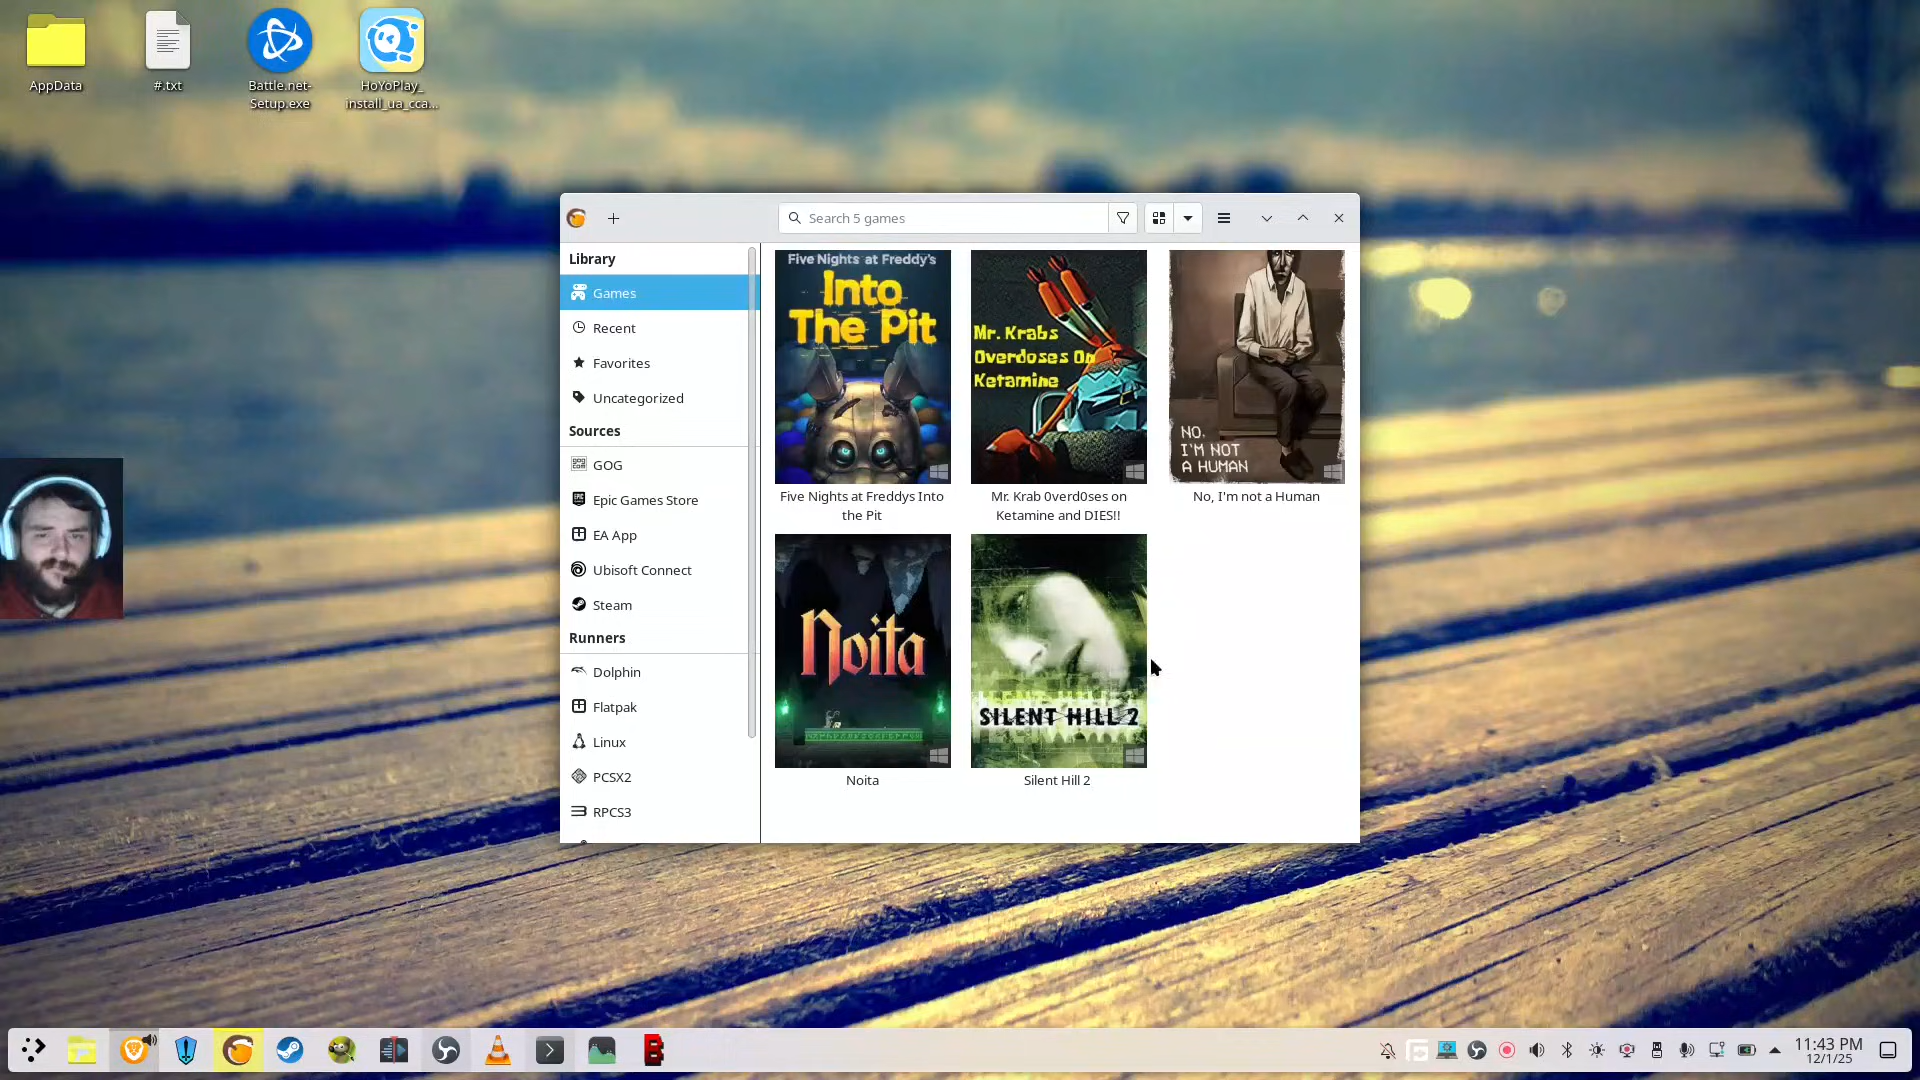 AppData
#.txt
Battle.net-
Setup.exe
HoYoPlay_
install_ua_cca...
Search 5 games
Library
Games
Recent
Favorites
Uncategorized
Sources
GOG
Epic Games Store
EA App
Ubisoft Connect
Steam
Runners
Dolphin
Flatpak
Linux
PCSX2
RPCS3
Five Nights at Freddy's
Into
The Pit
Five Nights at Freddys Into
the Pit
Mr. Krabs
Overdoses On
Ketamine
Mr. Krab 0verd0ses on
Ketamine and DIES!!
NO,
I'M NOT
A HUMAN
No, I'm not a Human
Noita
Noita
SILENT HILL 2
Silent Hill 2
11:43 PM
12/1/25